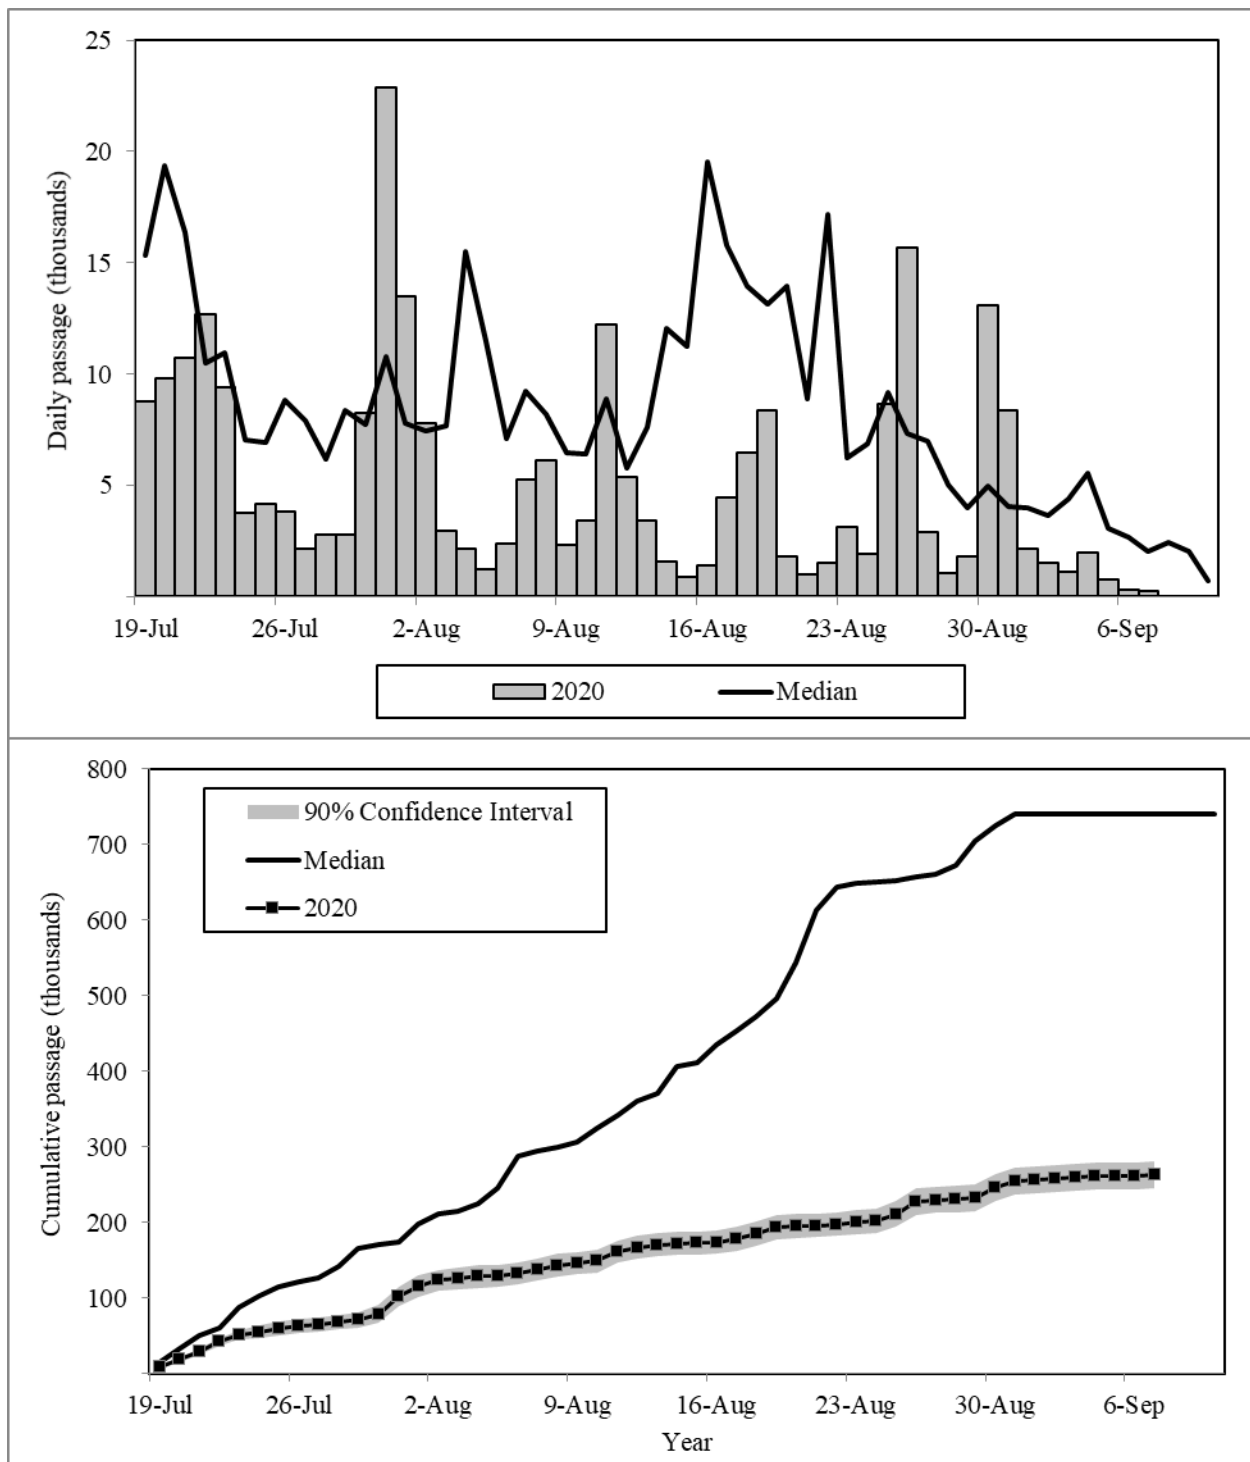 Daily passage (thousands)
25
20
15
10
5
19-Jul 26-Jul 2-Aug 9-Aug 16-Aug 23-Aug 30-Aug 6-Sep
2020 Median
Cumulative passage (thousands)
800
700
600
500
400
300
200
100
90% Confidence Interval
Median
2020
19-Jul 26-Jul 2-Aug 9-Aug 16-Aug 23-Aug 30-Aug 6-Sep
Year